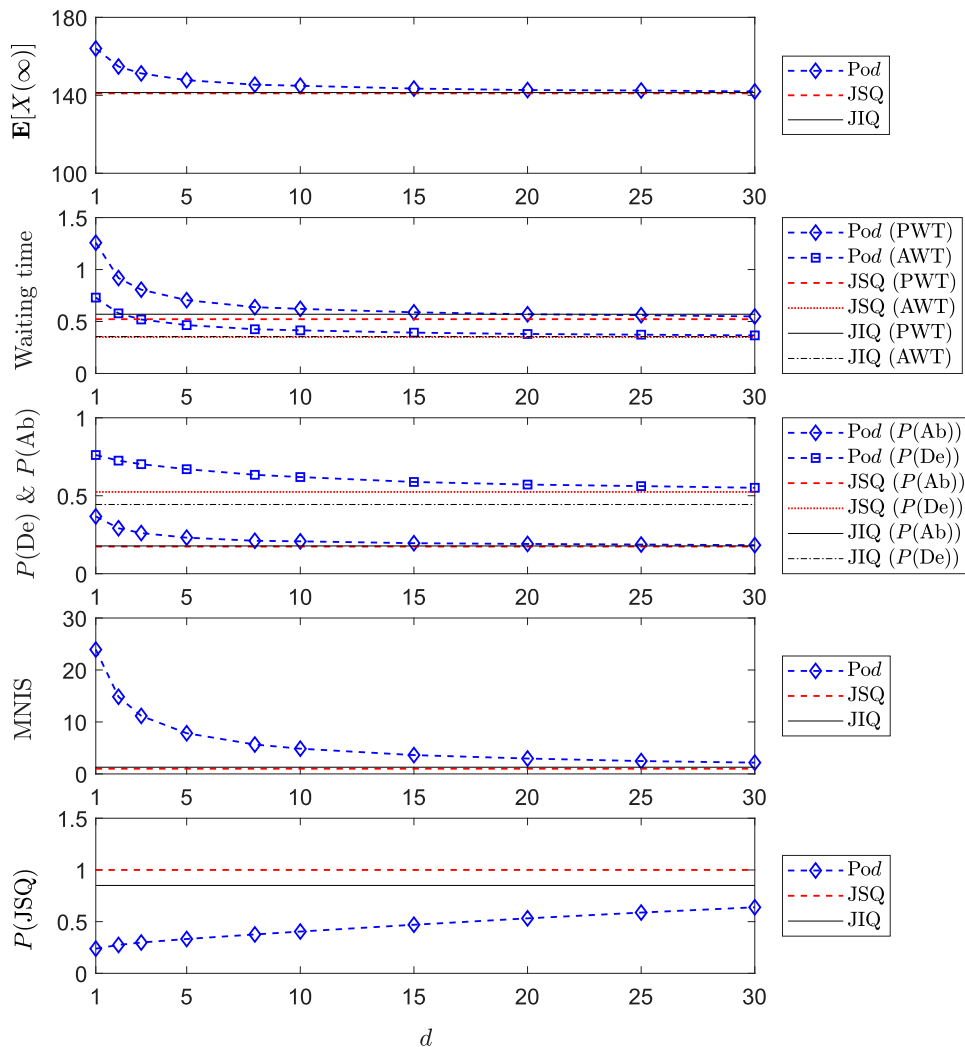 E[X(∞)]
180
140
100
1 5 10 15 20 25 30
Pod
JSQ
JIQ
Waiting time
1.5
1
0.5
0
1 5 10 15 20 25 30
Pod (PWT)
Pod (AWT)
JSQ (PWT)
JSQ (AWT)
JIQ (PWT)
JIQ (AWT)
P(De) & P(Ab)
1
0.5
0
1 5 10 15 20 25 30
Pod (P(Ab))
Pod (P(De))
JSQ (P(Ab))
JSQ (P(De))
JIQ (P(Ab))
JIQ (P(De))
MNIS
30
20
10
0
1 5 10 15 20 25 30
Pod
JSQ
JIQ
P(JSQ)
1.5
1
0.5
0
1 5 10 15 20 25 30
Pod
JSQ
JIQ
d